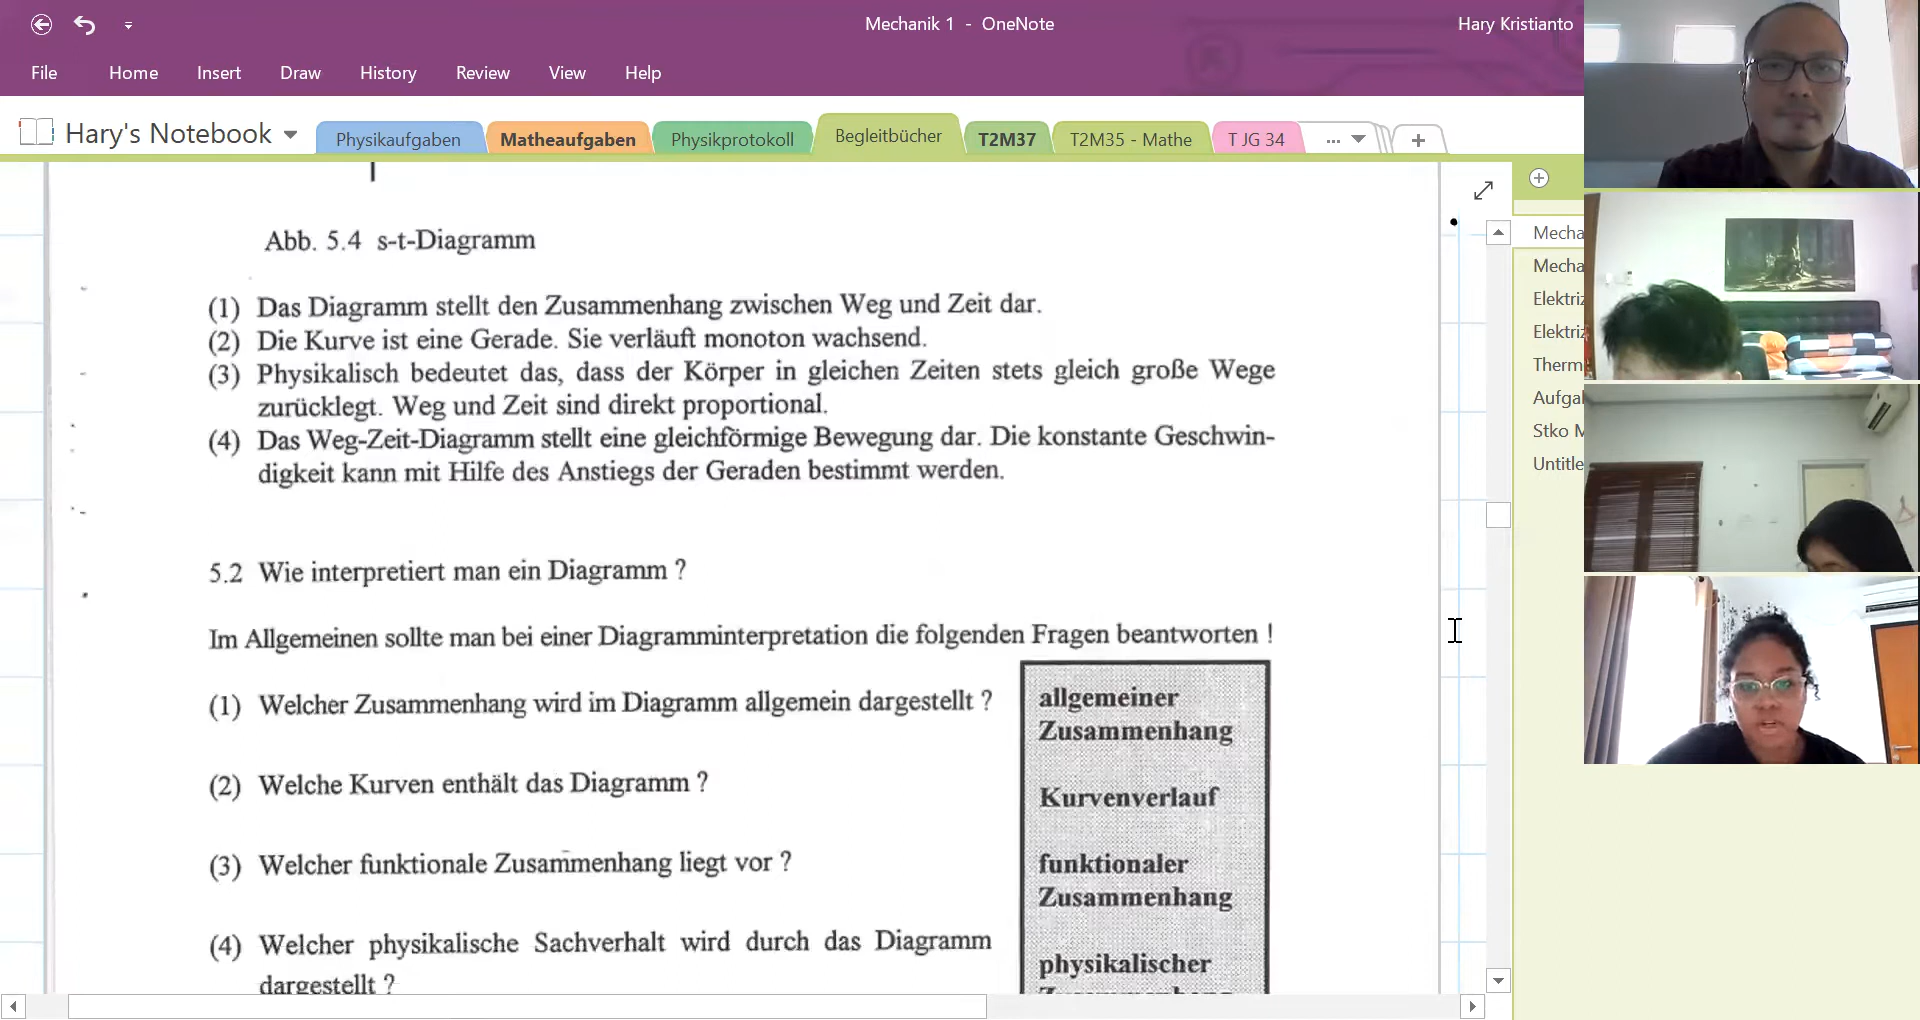 Mechanik 1 - OneNote
Hary Kristianto
File Home Insert Draw History Review View Help
Hary's Notebook Physikaufgaben Matheaufgaben Physikprotokoll Begleitbücher T2M37 T2M35 - Mathe T JG 34 ... +
Abb. 5.4 s-t-Diagramm
(1) Das Diagramm stellt den Zusammenhang zwischen Weg und Zeit dar.
(2) Die Kurve ist eine Gerade. Sie verläuft monoton wachsend.
(3) Physikalisch bedeutet das, dass der Körper in gleichen Zeiten stets gleich große Wege
zurücklegt. Weg und Zeit sind direkt proportional.
(4) Das Weg-Zeit-Diagramm stellt eine gleichförmige Bewegung dar. Die konstante Geschwin-
digkeit kann mit Hilfe des Anstiegs der Geraden bestimmt werden.
5.2 Wie interpretiert man ein Diagramm ?
Im Allgemeinen sollte man bei einer Diagramminterpretation die folgenden Fragen beantworten !
(1) Welcher Zusammenhang wird im Diagramm allgemein dargestellt ?
(2) Welche Kurven enthält das Diagramm ?
(3) Welcher funktionale Zusammenhang liegt vor ?
(4) Welcher physikalische Sachverhalt wird durch das Diagramm
dargestellt ?
allgemeiner
Zusammenhang
Kurvenverlauf
funktionaler
Zusammenhang
physikalischer
Mecha
Mecha
Elektriz
Elektriz
Therm
Aufgal
Stko M
Untitle